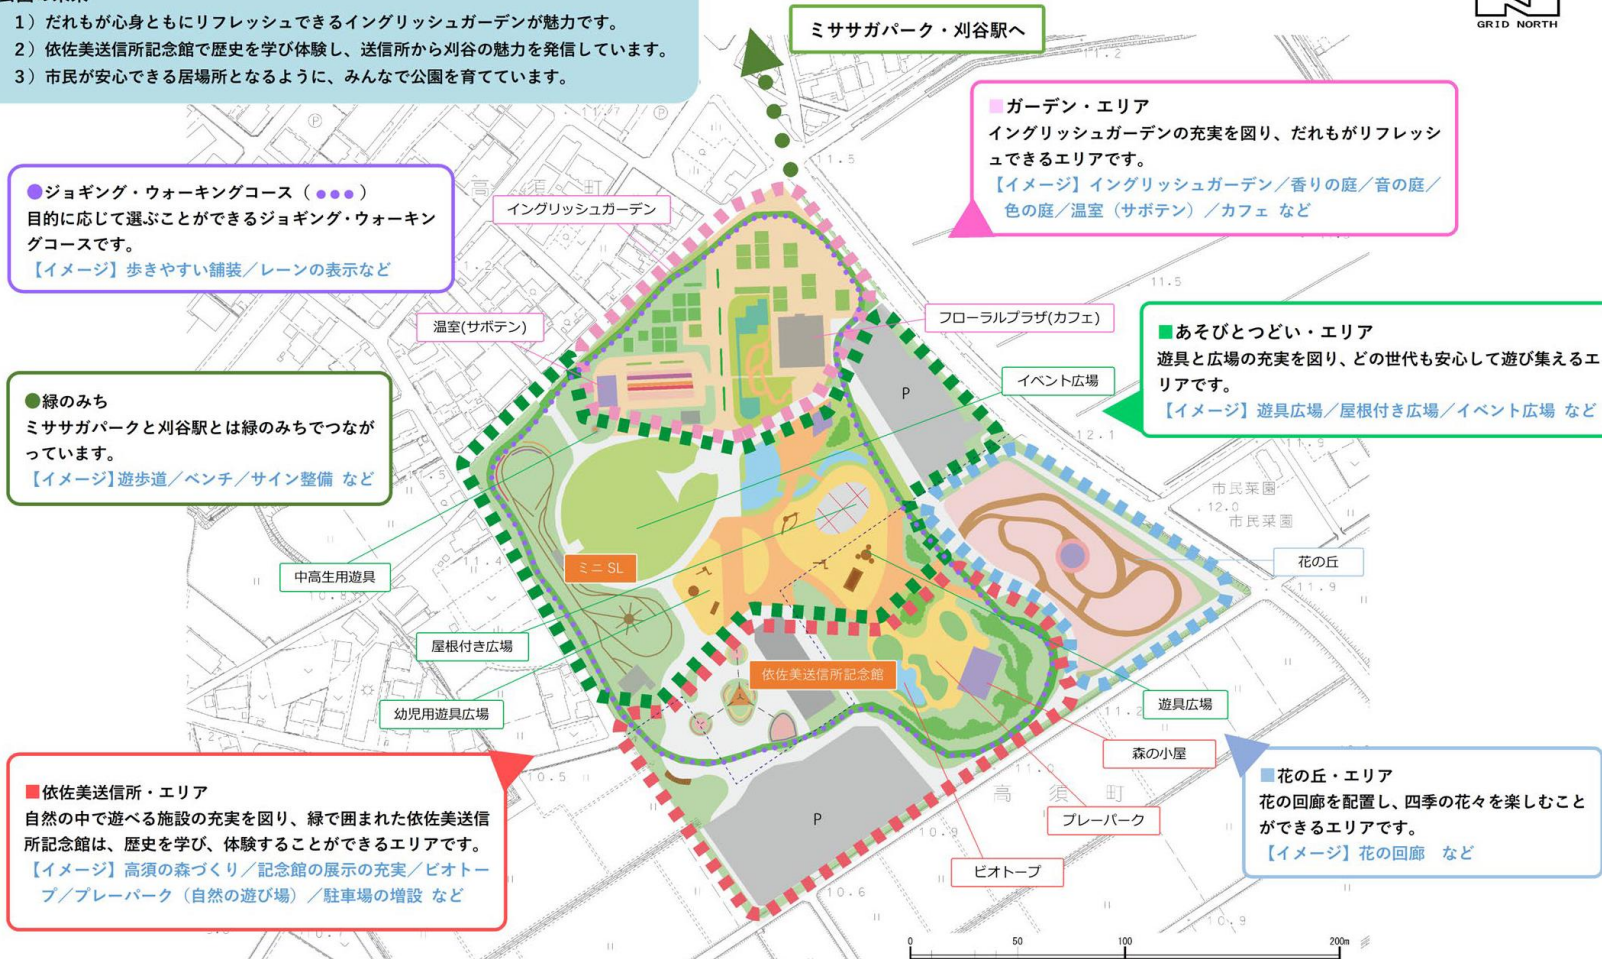 1）だれもが心身ともにリフレッシュできるイングリッシュガーデンが魅力です。
2）依佐美送信所記念館で歴史を学び体験し、送信所から刈谷の魅力を発信しています。
3）市民が安心できる居場所となるように、みんなで公園を育てています。
ミササガパーク・刈谷駅へ
GRID NORTH
■ガーデン・エリア
イングリッシュガーデンの充実を図り、だれもがリフレッシ
ュできるエリアです。
【イメージ】イングリッシュガーデン／香りの庭／音の庭／
色の庭／温室（サボテン）／カフェ など
●ジョギング・ウォーキングコース（●●●）
目的に応じて選ぶことができるジョギング・ウォーキン
グコースです。
【イメージ】歩きやすい舗装／レーンの表示など
イングリッシュガーデン
温室(サボテン)
フローラルプラザ(カフェ)
イベント広場
■あそびとつどい・エリア
遊具と広場の充実を図り、どの世代も安心して遊び集えるエ
リアです。
【イメージ】遊具広場／屋根付き広場／イベント広場 など
●緑のみち
ミササガパークと刈谷駅とは緑のみちでつなが
っています。
【イメージ】遊歩道／ベンチ／サイン整備 など
高 須 町
11.2
11.5
11.5
12.1
11.9
市民菜園
12.0
市民菜園
11.9
P
中高生用遊具
ミニ SL
11.4
花の丘
屋根付き広場
依佐美送信所記念館
幼児用遊具広場
遊具広場
11.2
森の小屋
プレーパーク
ビオトープ
10.5
11.0
高 須 町
P
10.9
10.6
10.9
■依佐美送信所・エリア
自然の中で遊べる施設の充実を図り、緑で囲まれた依佐美送信
所記念館は、歴史を学び、体験することができるエリアです。
【イメージ】高須の森づくり／記念館の展示の充実／ビオトー
プ／プレーパーク（自然の遊び場）／駐車場の増設 など
■花の丘・エリア
花の回廊を配置し、四季の花々を楽しむこと
ができるエリアです。
【イメージ】花の回廊　など
0 50 100 200m